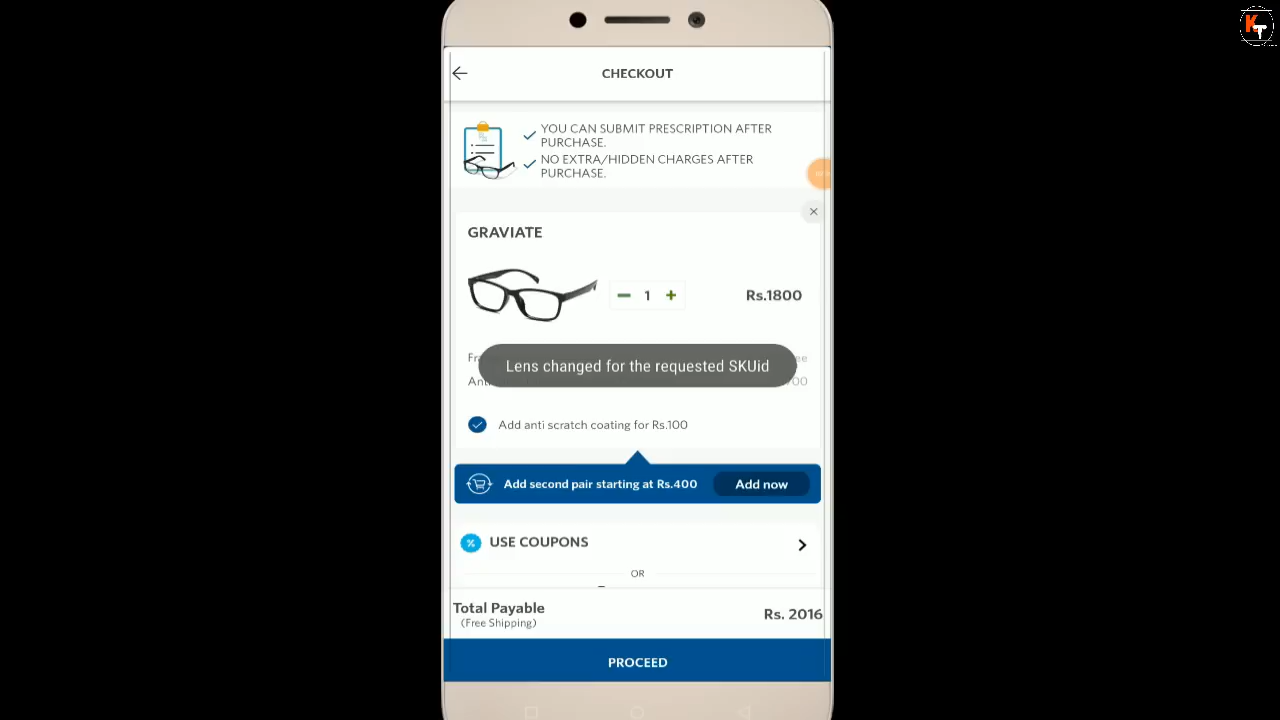 KT
CHECKOUT
YOU CAN SUBMIT PRESCRIPTION AFTER
PURCHASE.
NO EXTRA/HIDDEN CHARGES AFTER
PURCHASE.
GRAVIATE
1
Rs.1800
Lens changed for the requested SKUid
Add anti scratch coating for Rs.100
Add second pair starting at Rs.400
Add now
USE COUPONS
OR
Total Payable
Rs. 2016
(Free Shipping)
PROCEED